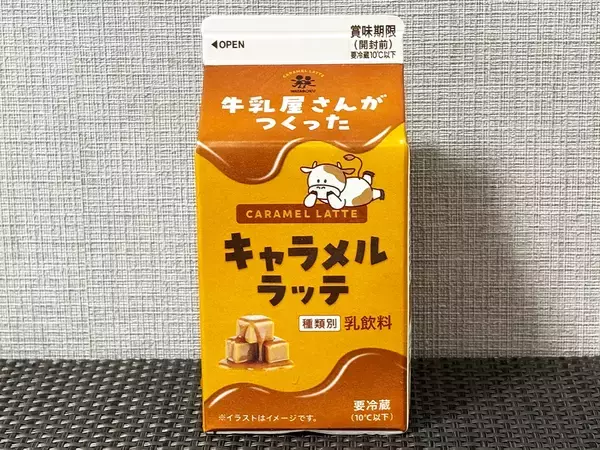 ◀OPEN
賞味期限
(開封前)
要冷蔵10℃以下
CARAMEL LATTE
牛乳屋さんが
つくった
CARAMEL LATTE
キャラメル
ラッテ
種類別 乳飲料
要冷蔵
(10℃以下)
※イラストはイメージです。